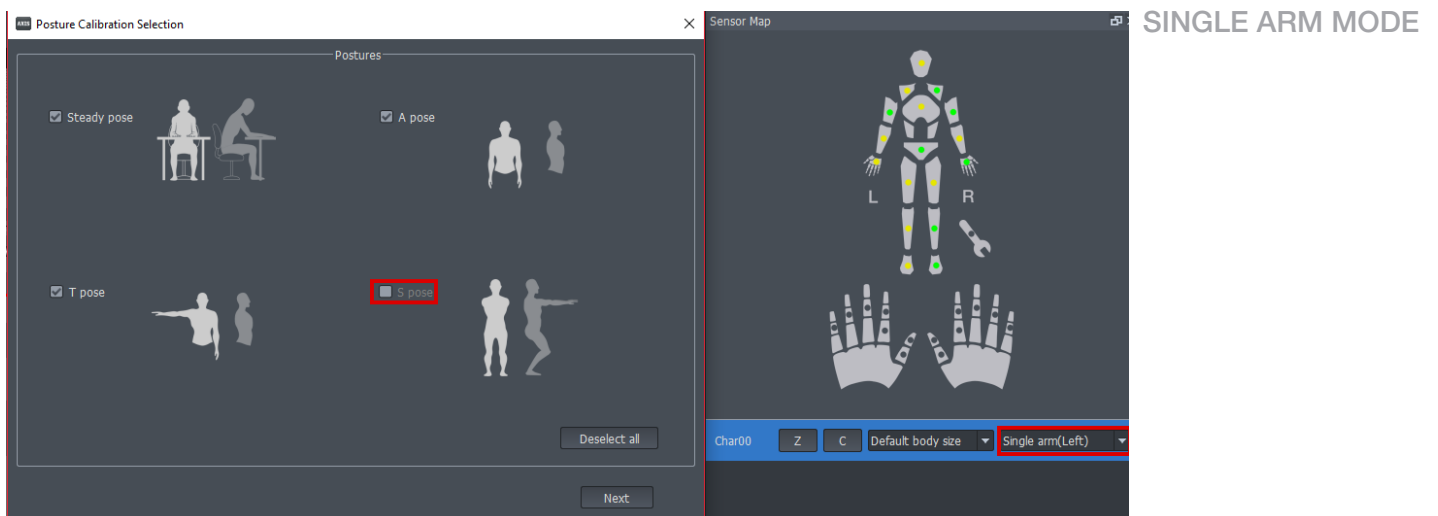 Posture Calibration Selection
Postures
Steady pose
A pose
T pose
S pose
Deselect all
Next
Sensor Map
L
R
Char00
Z
C
Default body size
Single arm(Left)
SINGLE ARM MODE